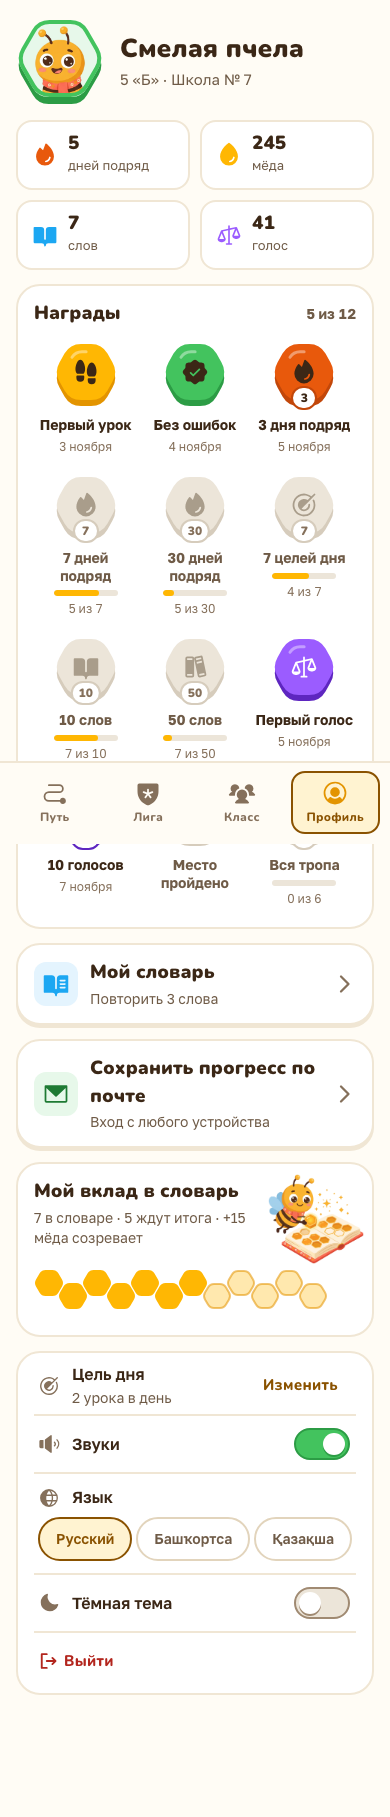 Смелая пчела
5 «Б» · Школа № 7
5
дней подряд
245
мёда
7
слов
41
голос
Награды
5 из 12
3
Первый урок
Без ошибок
3 дня подряд
3 ноября
4 ноября
5 ноября
7
30
7
7 дней
подряд
30 дней
подряд
7 целей дня
5 из 7
5 из 30
4 из 7
10
50
10 слов
50 слов
Первый голос
7 из 10
7 из 50
5 ноября
Путь
Лига
Класс
Профиль
10 голосов
Место
пройдено
Вся тропа
7 ноября
0 из 6
Мой словарь
Повторить 3 слова
Сохранить прогресс по
почте
Вход с любого устройства
Мой вклад в словарь
7 в словаре · 5 ждут итога · +15
мёда созревает
Цель дня
2 урока в день
Изменить
Звуки
Язык
Русский
Башҡортса
Қазақша
Тёмная тема
Выйти